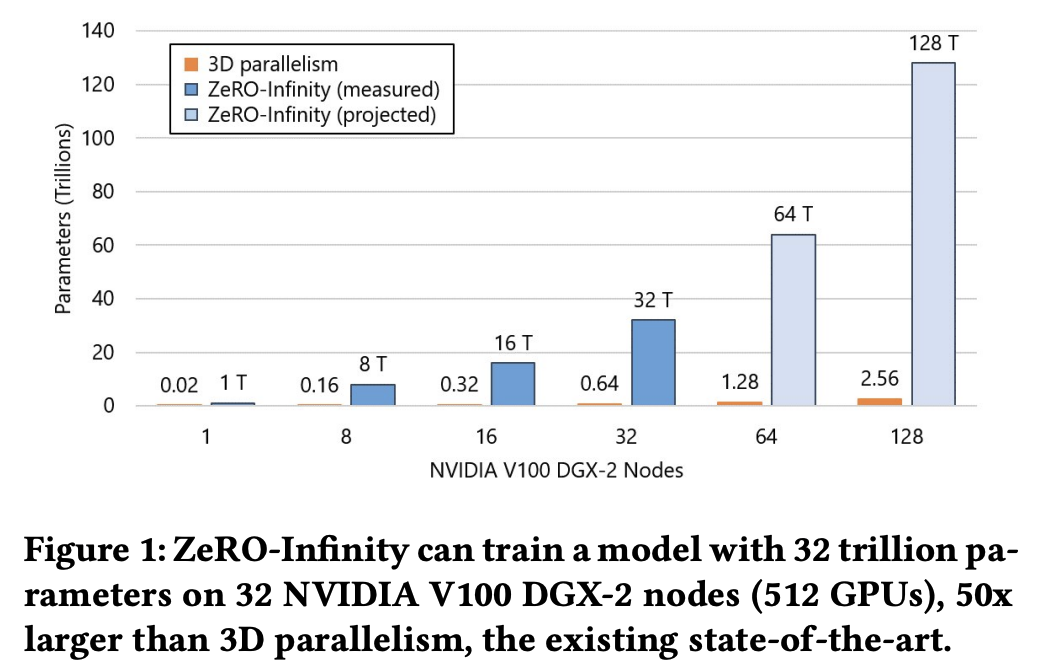 140
120
100
80
60
40
20
0
Parameters (Trillions)
3D parallelism
ZeRO-Infinity (measured)
ZeRO-Infinity (projected)
0.02
1 T
0.16
8 T
0.32
16 T
0.64
32 T
1.28
64 T
2.56
128 T
1
8
16
32
64
128
NVIDIA V100 DGX-2 Nodes
Figure 1: ZeRO-Infinity can train a model with 32 trillion pa-
rameters on 32 NVIDIA V100 DGX-2 nodes (512 GPUs), 50x
larger than 3D parallelism, the existing state-of-the-art.